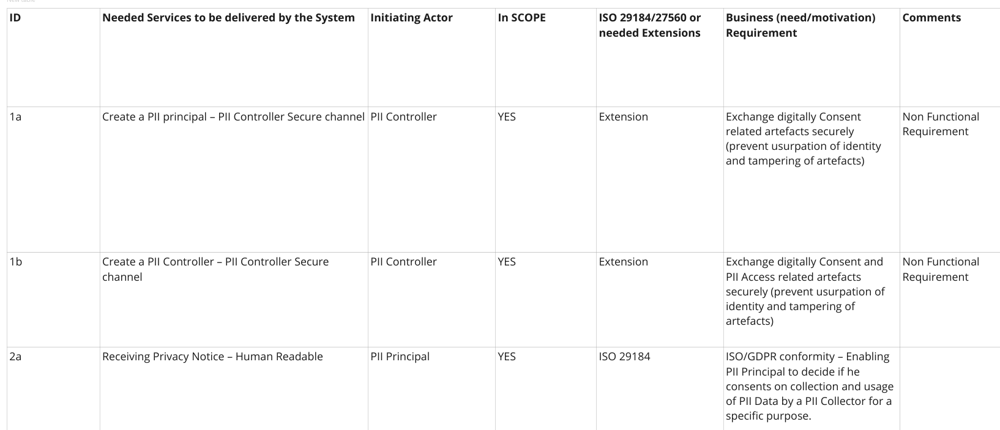 New table
ID
Needed Services to be delivered by the System
Initiating Actor
In SCOPE
ISO 29184/27560 or
needed Extensions
Business (need/motivation)
Requirement
Comments
1a
Create a PII principal – PII Controller Secure channel
PII Controller
YES
Extension
Exchange digitally Consent
related artefacts securely
(prevent usurpation of identity
and tampering of artefacts)
Non Functional
Requirement
1b
Create a PII Controller – PII Controller Secure
channel
PII Controller
YES
Extension
Exchange digitally Consent and
PII Access related artefacts
securely (prevent usurpation of
identity and tampering of
artefacts)
Non Functional
Requirement
2a
Receiving Privacy Notice – Human Readable
PII Principal
YES
ISO 29184
ISO/GDPR conformity – Enabling
PII Principal to decide if he
consents on collection and usage
of PII Data by a PII Collector for a
specific purpose.